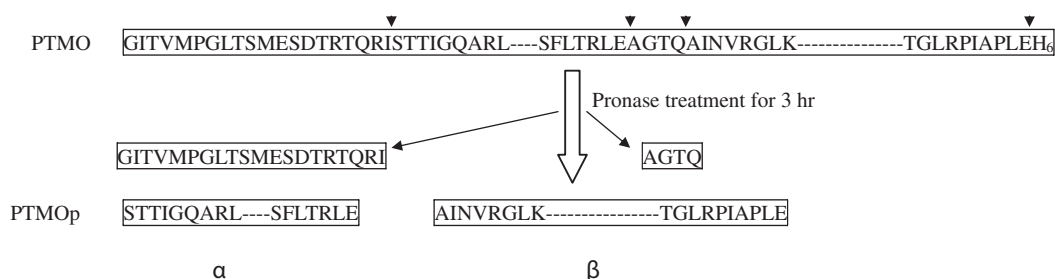 PTMO GITVMPGLTSMESDTRTQRISTTIGQARL----SFLTRLEAGTQAINVRGLK---------------TGLRPIAPLEH₆
Pronase treatment for 3 hr
GITVMPGLTSMESDTRTQRI AGTQ
PTMOp STTIGQARL----SFLTRLE AINVRGLK----------------TGLRPIAPLE
α β